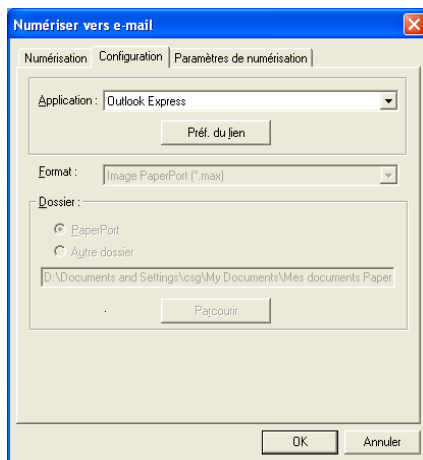 Numériser vers e-mail
Numérisation Configuration Paramètres de numérisation
Application : Outlook Express
Préf. du lien
Format : Image PaperPort (*.max)
Dossier :
PaperPort
Autre dossier
D:\Documents and Settings\csg\My Documents\Mes documents Paper
Parcourir
OK Annuler